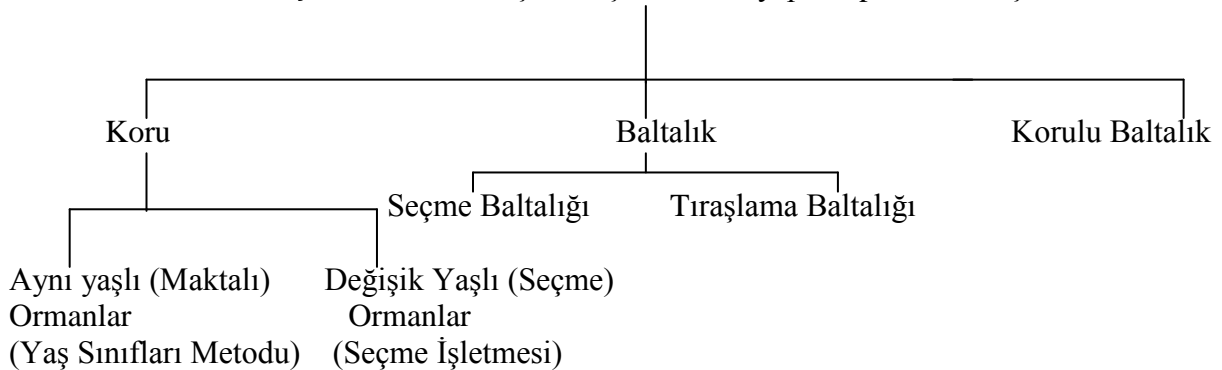 Koru Baltalık Korulu Baltalık
Seçme Baltalığı Tıraşlama Baltalığı
Aynı yaşlı (Maktalı) Değişik Yaşlı (Seçme)
Ormanlar Ormanlar
(Yaş Sınıfları Metodu) (Seçme İşletmesi)